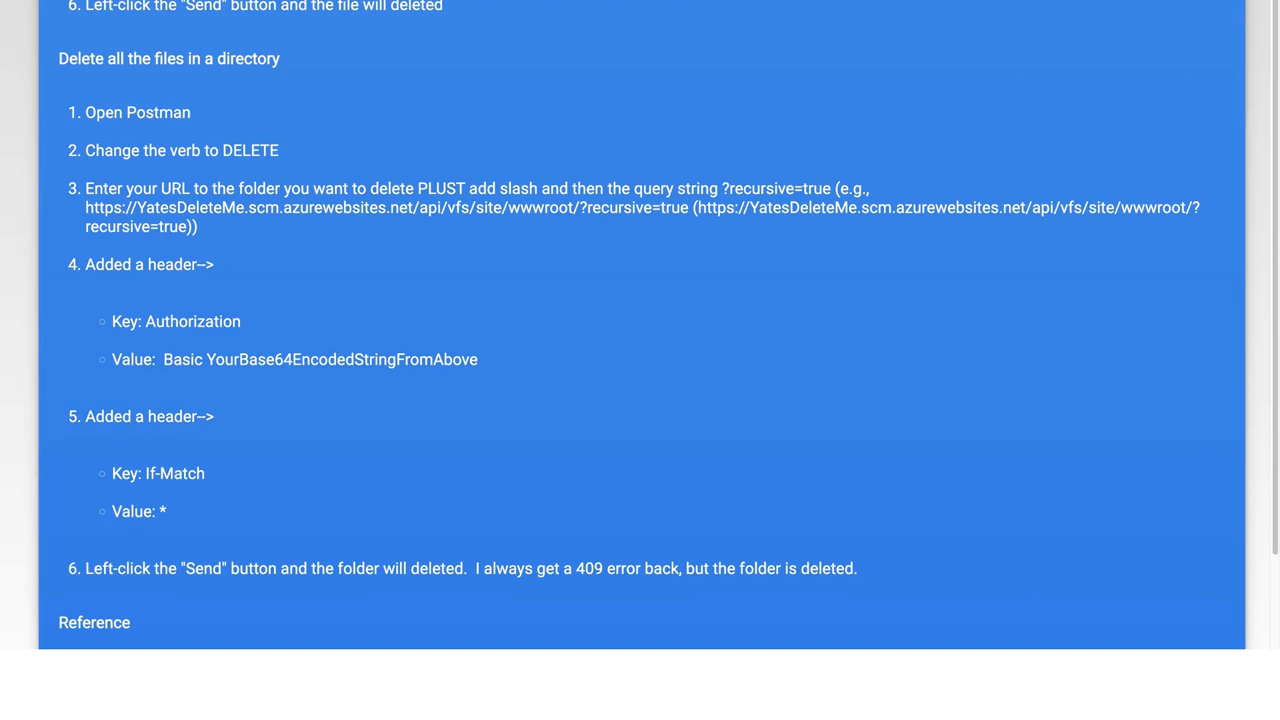 6. Left-click the "Send" button and the file will deleted
Delete all the files in a directory
1. Open Postman
2. Change the verb to DELETE
3. Enter your URL to the folder you want to delete PLUST add slash and then the query string ?recursive=true (e.g.,
https://YatesDeleteMe.scm.azurewebsites.net/api/vfs/site/wwwroot/?recursive=true (https://YatesDeleteMe.scm.azurewebsites.net/api/vfs/site/wwwroot/?
recursive=true))
4. Added a header-->
○ Key: Authorization
○ Value:  Basic YourBase64EncodedStringFromAbove
5. Added a header-->
○ Key: If-Match
○ Value: *
6. Left-click the "Send" button and the folder will deleted.  I always get a 409 error back, but the folder is deleted.
Reference